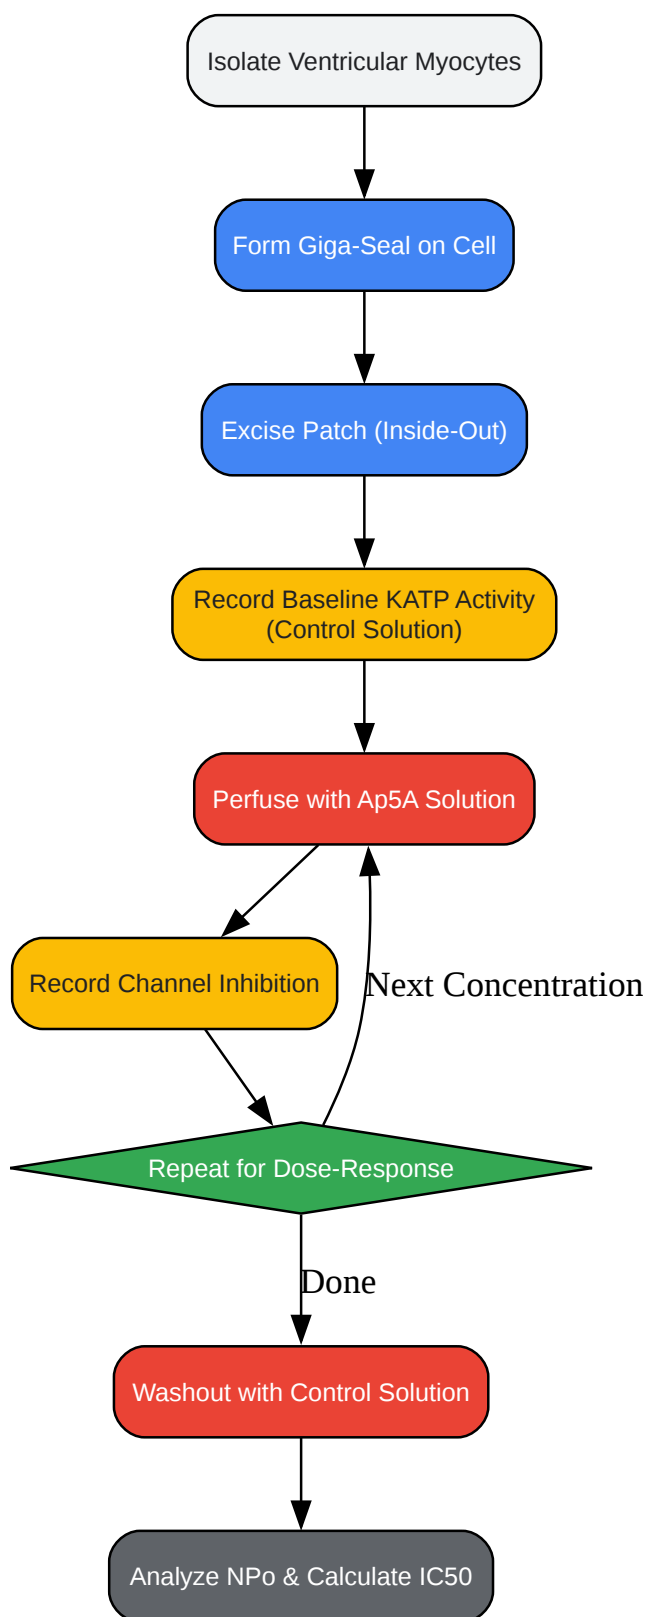 Isolate Ventricular Myocytes
Form Giga-Seal on Cell
Excise Patch (Inside-Out)
Record Baseline KATP Activity
(Control Solution)
Perfuse with Ap5A Solution
Record Channel Inhibition
Next Concentration
Repeat for Dose-Response
Done
Washout with Control Solution
Analyze NPo & Calculate IC50